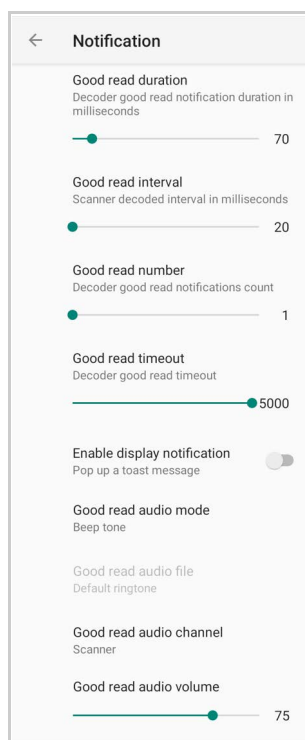 Notification
Good read duration
Decoder good read notification duration in
milliseconds
70
Good read interval
Scanner decoded interval in milliseconds
20
Good read number
Decoder good read notifications count
1
Good read timeout
Decoder good read timeout
5000
Enable display notification
Pop up a toast message
Good read audio mode
Beep tone
Good read audio file
Default ringtone
Good read audio channel
Scanner
Good read audio volume
75